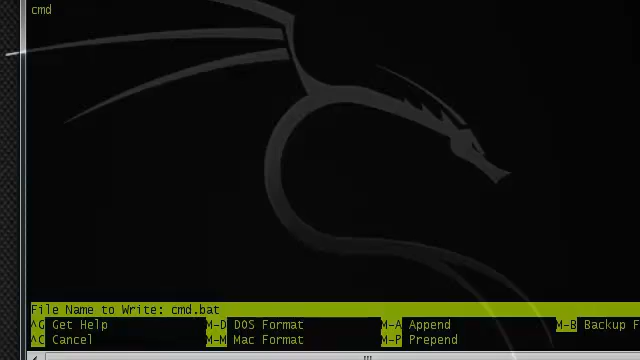 cmd
File Name to Write: cmd.bat
^G Get Help M-D DOS Format M-A Append M-B Backup F
^C Cancel M-M Mac Format M-P Prepend